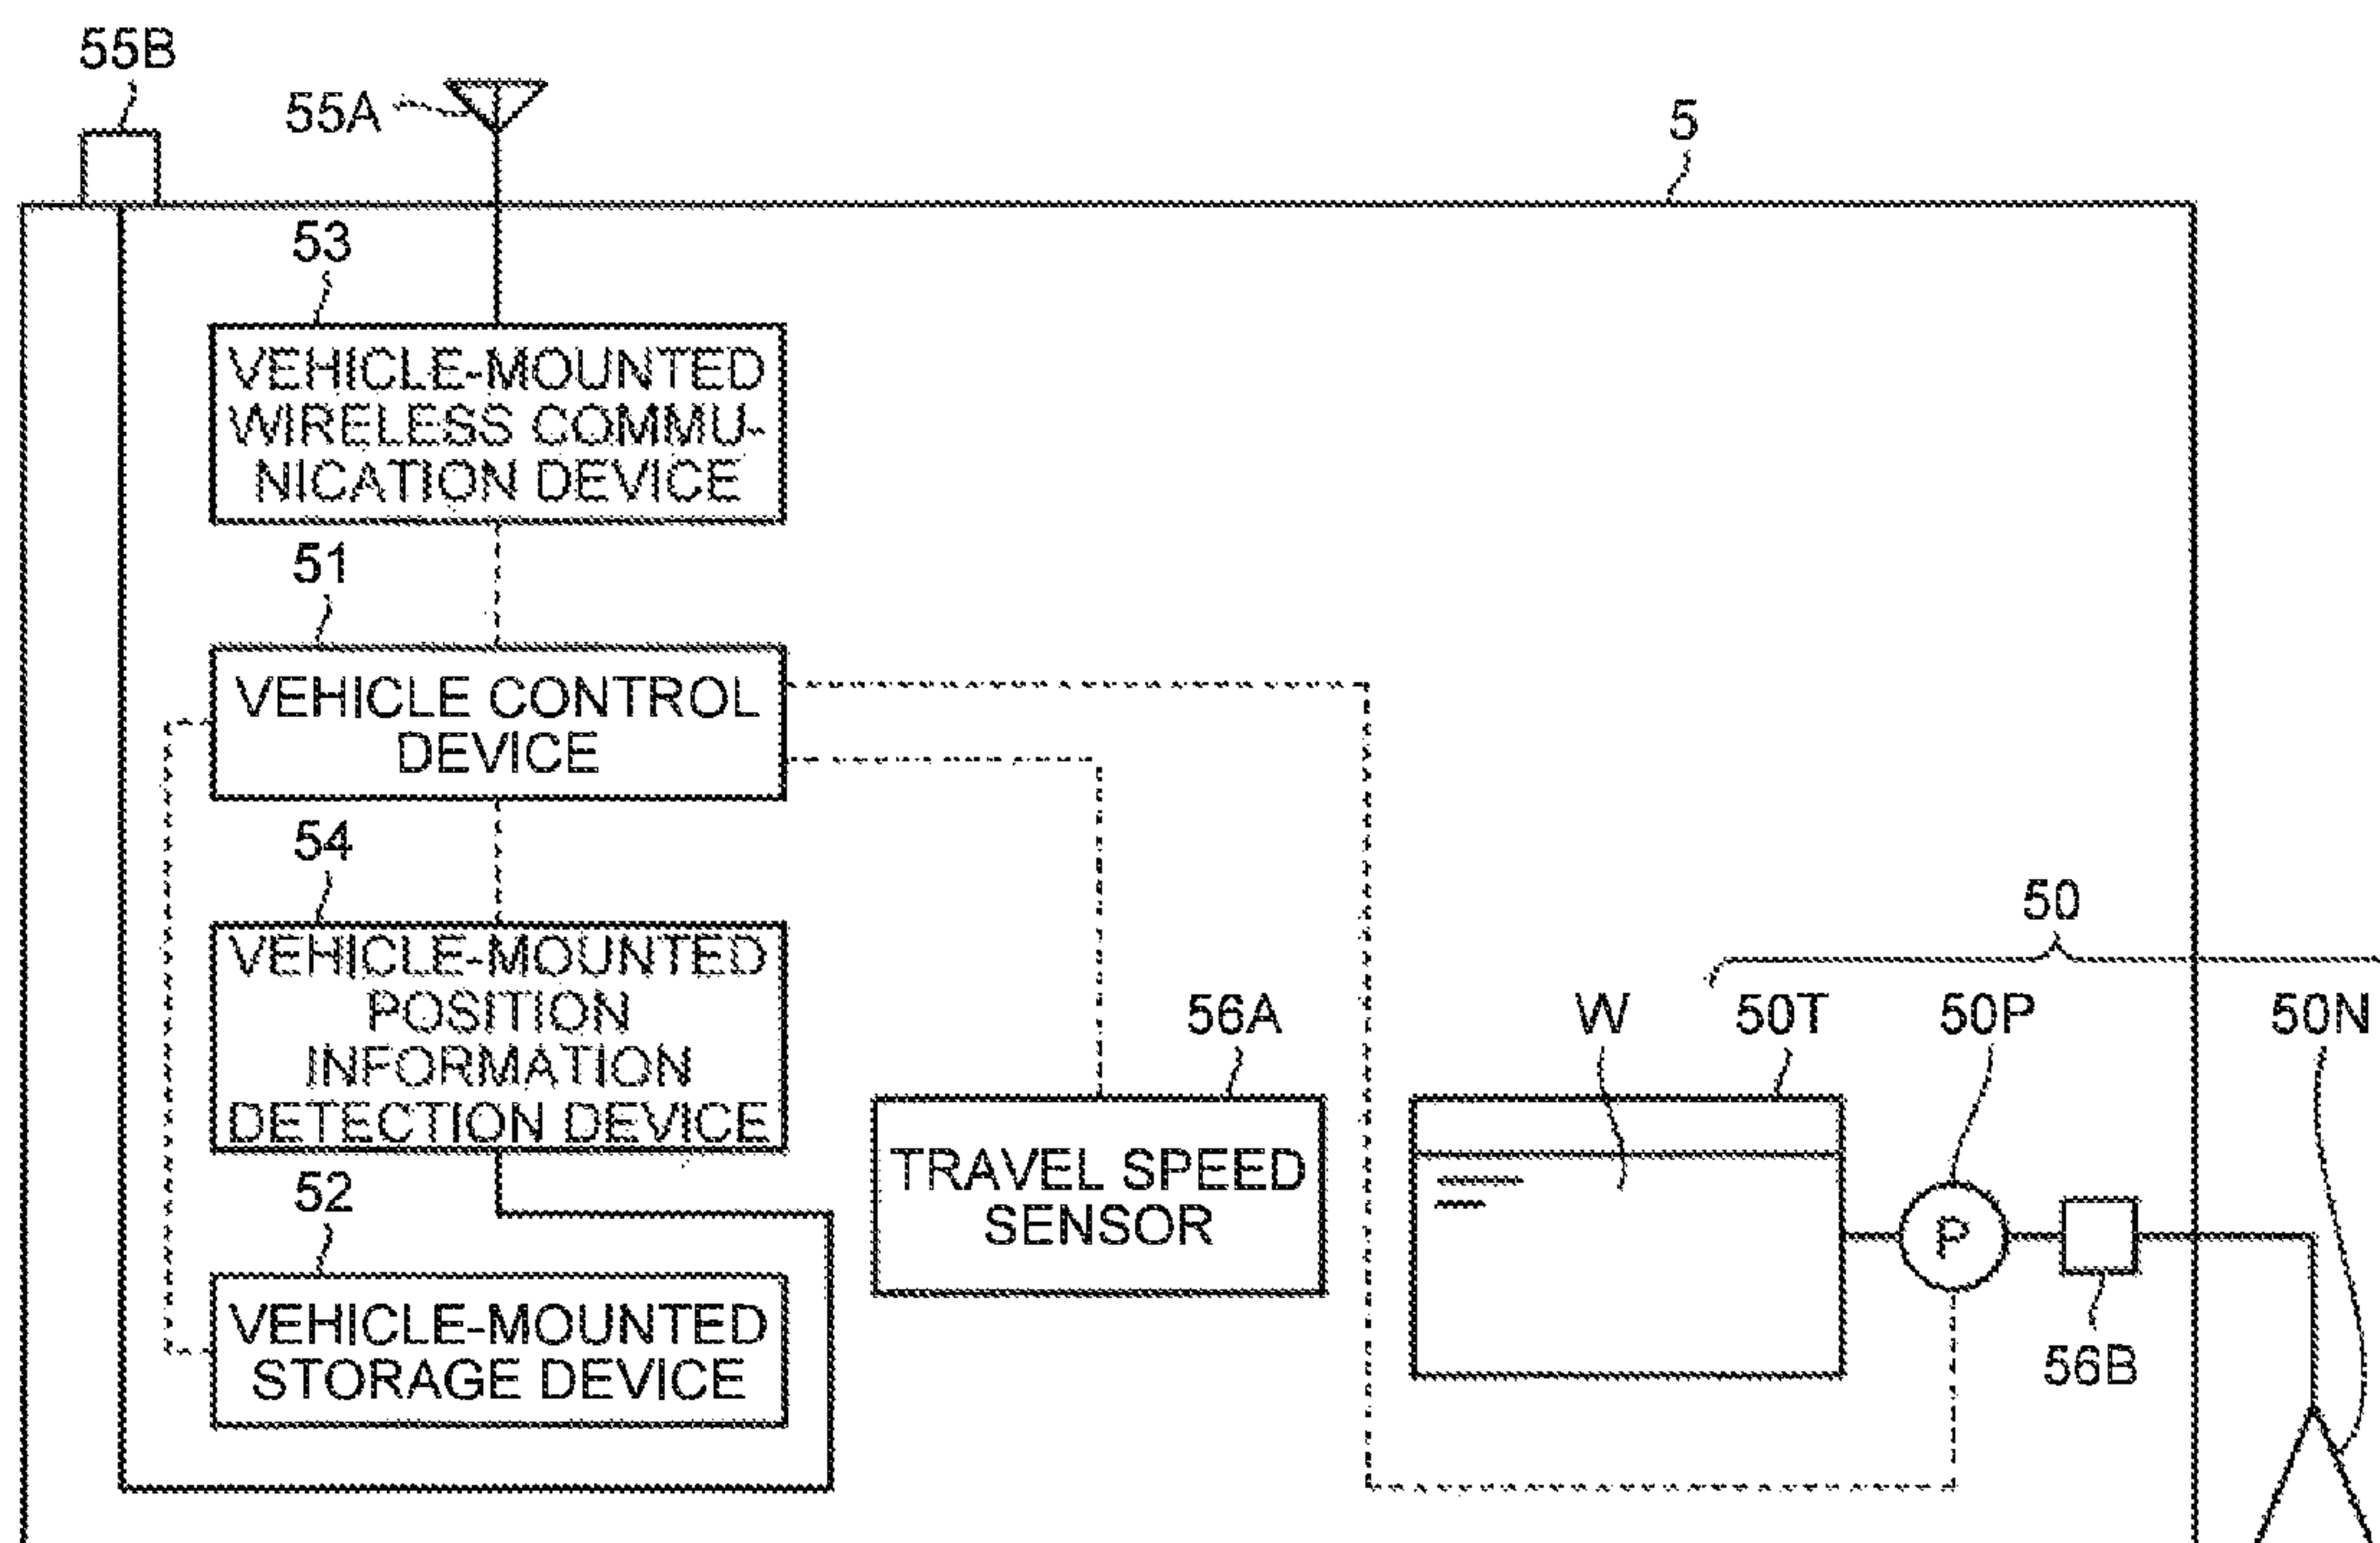 55B
55A
5
53
VEHICLE-MOUNTED
WIRELESS COMMU-
NICATION DEVICE
51
VEHICLE CONTROL
DEVICE
54
VEHICLE-MOUNTED
POSITION
INFORMATION
DETECTION DEVICE
52
VEHICLE-MOUNTED
STORAGE DEVICE
56A
TRAVEL SPEED
SENSOR
50
W
50T
50P
50N
P
56B